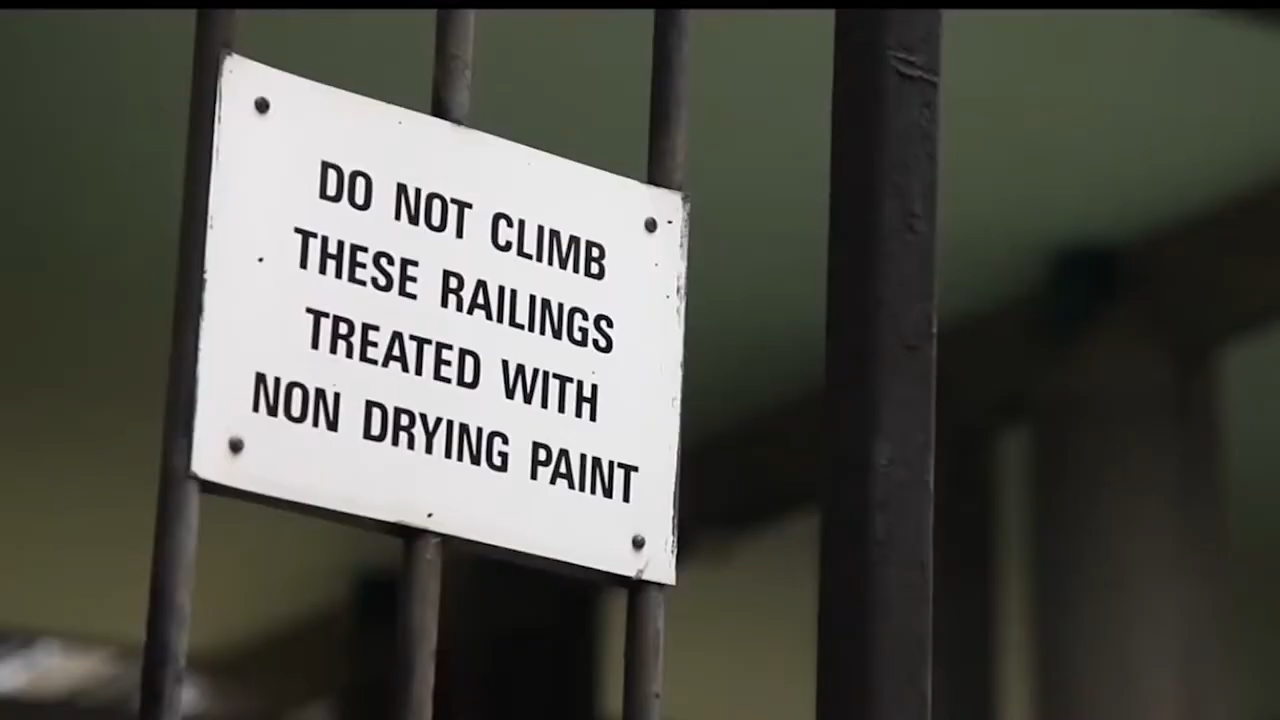 DO NOT CLIMB
THESE RAILINGS
TREATED WITH
NON DRYING PAINT